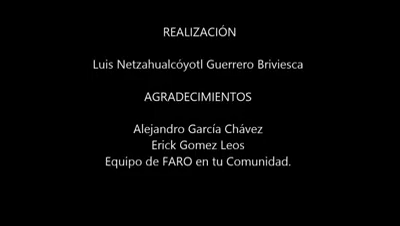 REALIZACIÓN
Luis Netzahualcóyotl Guerrero Briviesca
AGRADECIMIENTOS
Alejandro García Chávez
Erick Gomez Leos
Equipo de FARO en tu Comunidad.